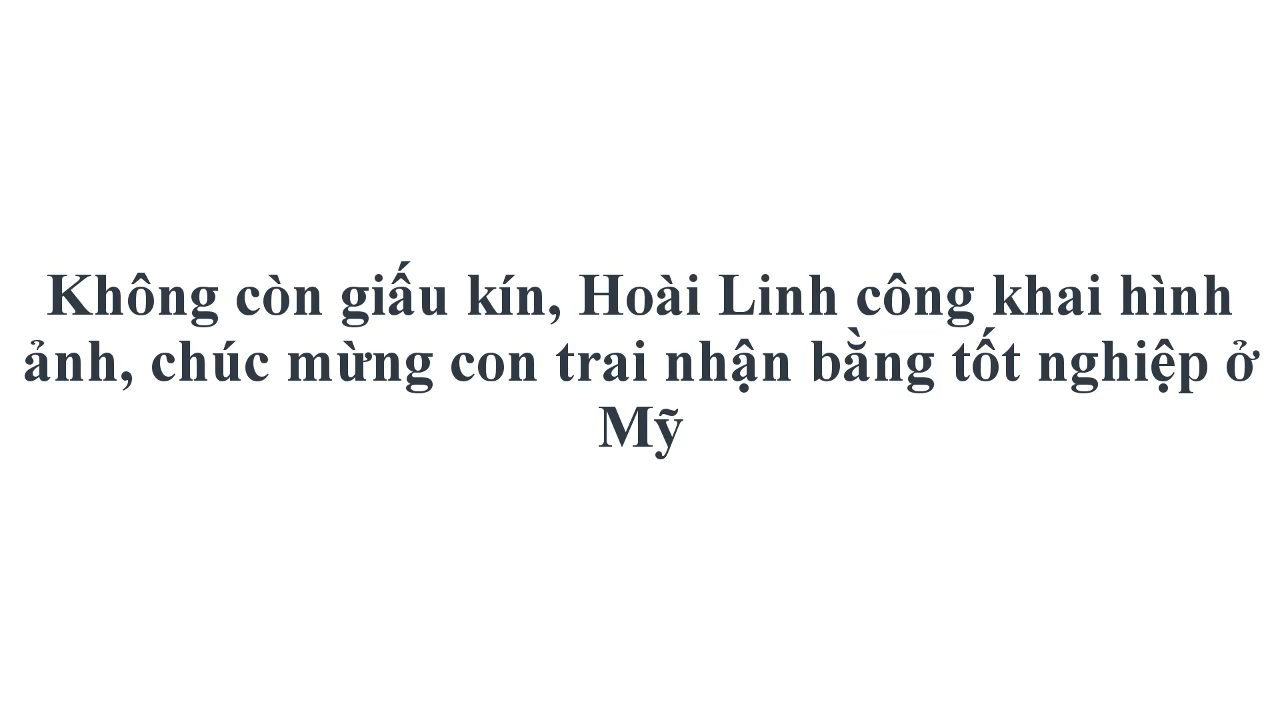 Không còn giấu kín, Hoài Linh công khai hình
ảnh, chúc mừng con trai nhận bằng tốt nghiệp ở
Mỹ